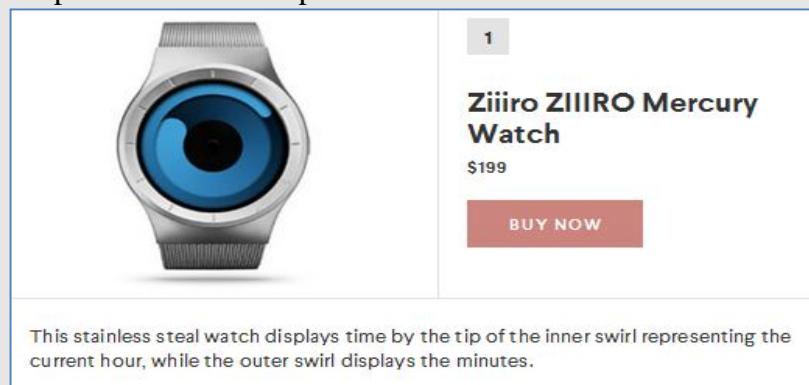 1
Ziiiro ZIIIRO Mercury
Watch
$199
BUY NOW
This stainless steal watch displays time by the tip of the inner swirl representing the
current hour, while the outer swirl displays the minutes.